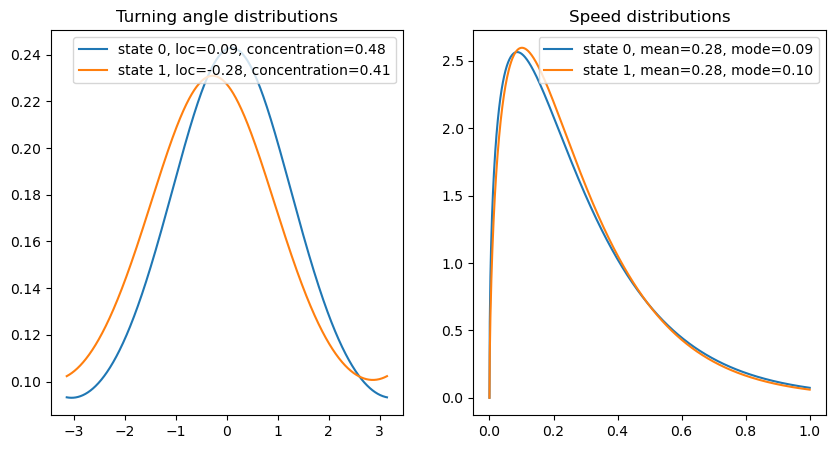 Turning angle distributions
state 0, loc=0.09, concentration=0.48
state 1, loc=-0.28, concentration=0.41
0.24
0.22
0.20
0.18
0.16
0.14
0.12
0.10
−3 −2 −1 0 1 2 3
Speed distributions
state 0, mean=0.28, mode=0.09
state 1, mean=0.28, mode=0.10
2.5
2.0
1.5
1.0
0.5
0.0
0.0 0.2 0.4 0.6 0.8 1.0